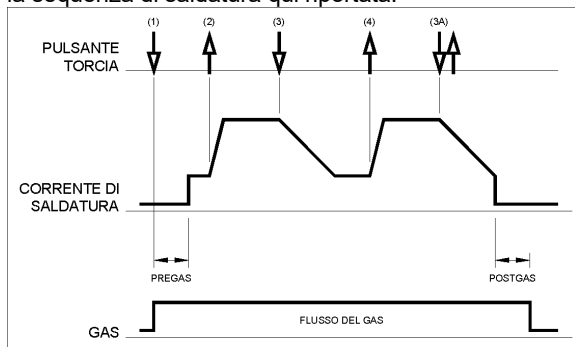 la sequenza di saldatura qui riportata:
(1) (2) (3) (4) (3A)
PULSANTE
TORCIA
CORRENTE DI
SALDATURA
PREGAS POSTGAS
FLUSSO DEL GAS
GAS